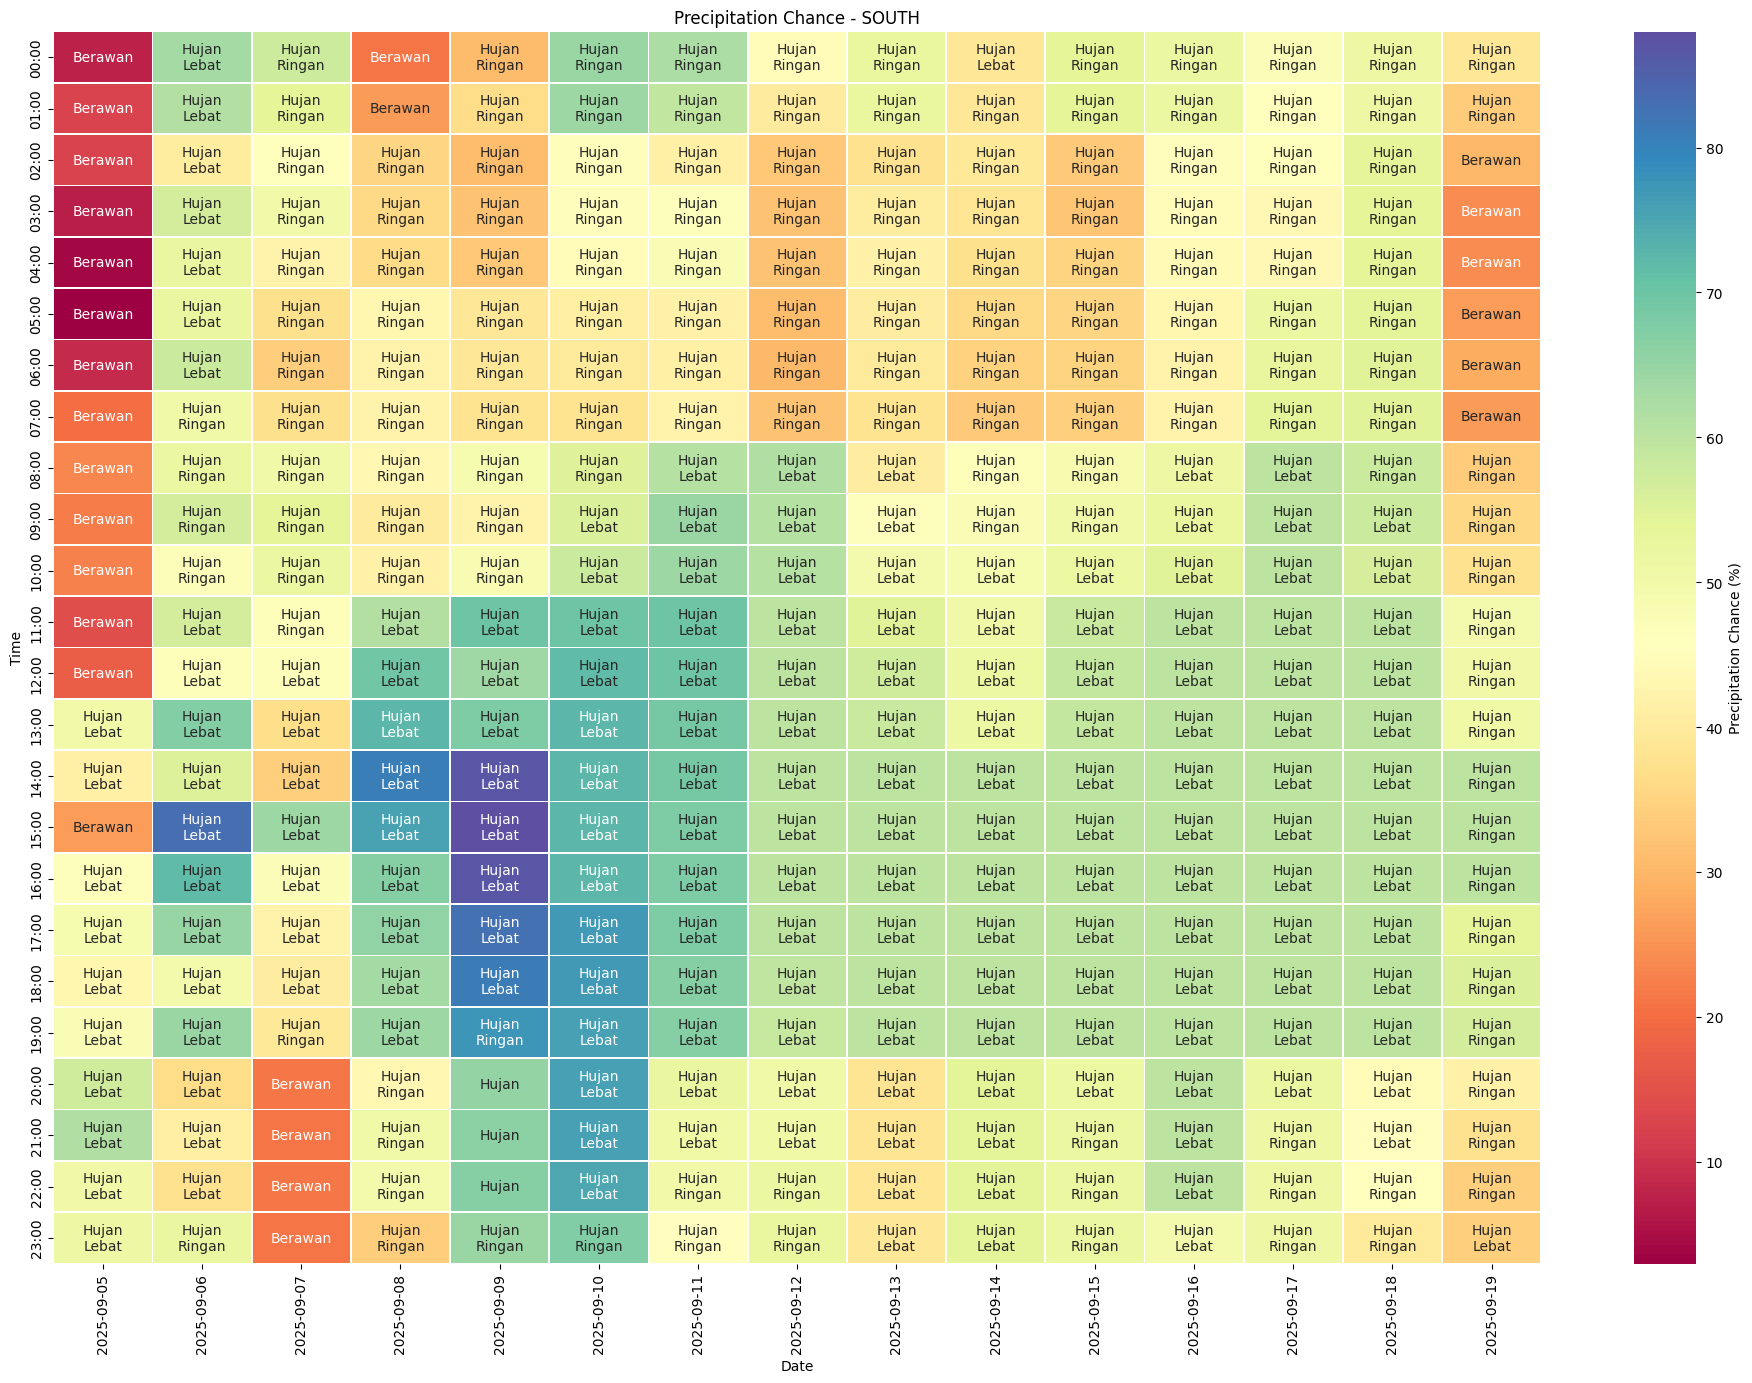 Precipitation Chance - SOUTH
00:00 Berawan Hujan Lebat Hujan Ringan Berawan Hujan Ringan Hujan Ringan Hujan Ringan Hujan Ringan Hujan Ringan Hujan Lebat Hujan Ringan Hujan Ringan Hujan Ringan Hujan Ringan Hujan Ringan
01:00 Berawan Hujan Lebat Hujan Ringan Berawan Hujan Ringan Hujan Ringan Hujan Ringan Hujan Ringan Hujan Ringan Hujan Ringan Hujan Ringan Hujan Ringan Hujan Ringan Hujan Ringan Hujan Ringan
02:00 Berawan Hujan Lebat Hujan Ringan Hujan Ringan Hujan Ringan Hujan Ringan Hujan Ringan Hujan Ringan Hujan Ringan Hujan Ringan Hujan Ringan Hujan Ringan Hujan Ringan Hujan Ringan Berawan
03:00 Berawan Hujan Lebat Hujan Ringan Hujan Ringan Hujan Ringan Hujan Ringan Hujan Ringan Hujan Ringan Hujan Ringan Hujan Ringan Hujan Ringan Hujan Ringan Hujan Ringan Hujan Ringan Berawan
04:00 Berawan Hujan Lebat Hujan Ringan Hujan Ringan Hujan Ringan Hujan Ringan Hujan Ringan Hujan Ringan Hujan Ringan Hujan Ringan Hujan Ringan Hujan Ringan Hujan Ringan Hujan Ringan Berawan
05:00 Berawan Hujan Lebat Hujan Ringan Hujan Ringan Hujan Ringan Hujan Ringan Hujan Ringan Hujan Ringan Hujan Ringan Hujan Ringan Hujan Ringan Hujan Ringan Hujan Ringan Hujan Ringan Berawan
06:00 Berawan Hujan Lebat Hujan Ringan Hujan Ringan Hujan Ringan Hujan Ringan Hujan Ringan Hujan Ringan Hujan Ringan Hujan Ringan Hujan Ringan Hujan Ringan Hujan Ringan Hujan Ringan Berawan
07:00 Berawan Hujan Ringan Hujan Ringan Hujan Ringan Hujan Ringan Hujan Ringan Hujan Ringan Hujan Ringan Hujan Ringan Hujan Ringan Hujan Ringan Hujan Ringan Hujan Ringan Hujan Ringan Berawan
08:00 Berawan Hujan Ringan Hujan Ringan Hujan Ringan Hujan Ringan Hujan Ringan Hujan Lebat Hujan Lebat Hujan Lebat Hujan Ringan Hujan Ringan Hujan Lebat Hujan Lebat Hujan Ringan Hujan Ringan
09:00 Berawan Hujan Ringan Hujan Ringan Hujan Ringan Hujan Ringan Hujan Lebat Hujan Lebat Hujan Lebat Hujan Lebat Hujan Ringan Hujan Ringan Hujan Lebat Hujan Lebat Hujan Lebat Hujan Ringan
10:00 Berawan Hujan Ringan Hujan Ringan Hujan Ringan Hujan Ringan Hujan Lebat Hujan Lebat Hujan Lebat Hujan Lebat Hujan Lebat Hujan Lebat Hujan Lebat Hujan Lebat Hujan Lebat Hujan Ringan
11:00 Berawan Hujan Lebat Hujan Ringan Hujan Lebat Hujan Lebat Hujan Lebat Hujan Lebat Hujan Lebat Hujan Lebat Hujan Lebat Hujan Lebat Hujan Lebat Hujan Lebat Hujan Lebat Hujan Ringan
12:00 Berawan Hujan Lebat Hujan Lebat Hujan Lebat Hujan Lebat Hujan Lebat Hujan Lebat Hujan Lebat Hujan Lebat Hujan Lebat Hujan Lebat Hujan Lebat Hujan Lebat Hujan Lebat Hujan Ringan
13:00 Hujan Lebat Hujan Lebat Hujan Lebat Hujan Lebat Hujan Lebat Hujan Lebat Hujan Lebat Hujan Lebat Hujan Lebat Hujan Lebat Hujan Lebat Hujan Lebat Hujan Lebat Hujan Lebat Hujan Ringan
14:00 Hujan Lebat Hujan Lebat Hujan Lebat Hujan Lebat Hujan Lebat Hujan Lebat Hujan Lebat Hujan Lebat Hujan Lebat Hujan Lebat Hujan Lebat Hujan Lebat Hujan Lebat Hujan Lebat Hujan Ringan
15:00 Berawan Hujan Lebat Hujan Lebat Hujan Lebat Hujan Lebat Hujan Lebat Hujan Lebat Hujan Lebat Hujan Lebat Hujan Lebat Hujan Lebat Hujan Lebat Hujan Lebat Hujan Lebat Hujan Ringan
16:00 Hujan Lebat Hujan Lebat Hujan Lebat Hujan Lebat Hujan Lebat Hujan Lebat Hujan Lebat Hujan Lebat Hujan Lebat Hujan Lebat Hujan Lebat Hujan Lebat Hujan Lebat Hujan Lebat Hujan Ringan
17:00 Hujan Lebat Hujan Lebat Hujan Lebat Hujan Lebat Hujan Lebat Hujan Lebat Hujan Lebat Hujan Lebat Hujan Lebat Hujan Lebat Hujan Lebat Hujan Lebat Hujan Lebat Hujan Lebat Hujan Ringan
18:00 Hujan Lebat Hujan Lebat Hujan Lebat Hujan Lebat Hujan Lebat Hujan Lebat Hujan Lebat Hujan Lebat Hujan Lebat Hujan Lebat Hujan Lebat Hujan Lebat Hujan Lebat Hujan Lebat Hujan Ringan
19:00 Hujan Lebat Hujan Lebat Hujan Ringan Hujan Lebat Hujan Ringan Hujan Lebat Hujan Lebat Hujan Lebat Hujan Lebat Hujan Lebat Hujan Lebat Hujan Lebat Hujan Lebat Hujan Lebat Hujan Ringan
20:00 Hujan Lebat Hujan Lebat Berawan Hujan Ringan Hujan Hujan Lebat Hujan Lebat Hujan Lebat Hujan Lebat Hujan Lebat Hujan Lebat Hujan Lebat Hujan Lebat Hujan Lebat Hujan Ringan
21:00 Hujan Lebat Hujan Lebat Berawan Hujan Ringan Hujan Hujan Lebat Hujan Lebat Hujan Lebat Hujan Lebat Hujan Lebat Hujan Ringan Hujan Lebat Hujan Ringan Hujan Lebat Hujan Ringan
22:00 Hujan Lebat Hujan Lebat Berawan Hujan Ringan Hujan Hujan Lebat Hujan Ringan Hujan Ringan Hujan Lebat Hujan Lebat Hujan Ringan Hujan Lebat Hujan Ringan Hujan Ringan Hujan Ringan
23:00 Hujan Lebat Hujan Ringan Berawan Hujan Ringan Hujan Ringan Hujan Ringan Hujan Ringan Hujan Ringan Hujan Lebat Hujan Lebat Hujan Ringan Hujan Lebat Hujan Ringan Hujan Ringan Hujan Lebat
Time
2025-09-05 2025-09-06 2025-09-07 2025-09-08 2025-09-09 2025-09-10 2025-09-11 2025-09-12 2025-09-13 2025-09-14 2025-09-15 2025-09-16 2025-09-17 2025-09-18 2025-09-19
Date
80
70
60
50
40
30
20
10
Precipitation Chance (%)